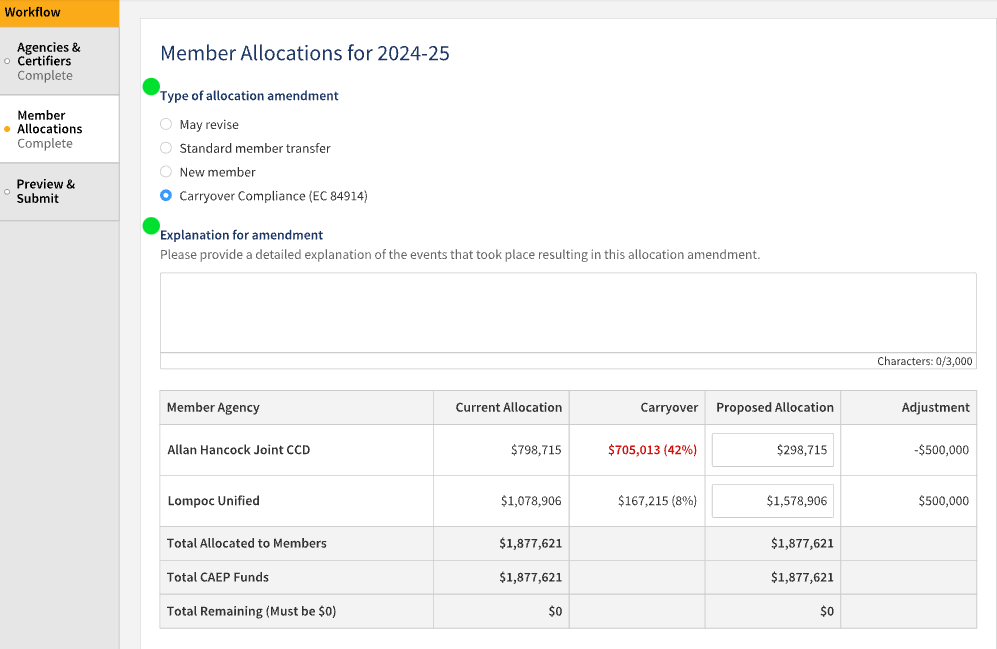 Workflow
Agencies &
Certifiers
Complete
Member
Allocations
Complete
Preview &
Submit
Member Allocations for 2024-25
Type of allocation amendment
May revise
Standard member transfer
New member
Carryover Compliance (EC 84914)
Explanation for amendment
Please provide a detailed explanation of the events that took place resulting in this allocation amendment.
Characters: 0/3,000
Member Agency Current Allocation Carryover Proposed Allocation Adjustment
Allan Hancock Joint CCD $798,715 $705,013 (42%) $298,715 -$500,000
Lompoc Unified $1,078,906 $167,215 (8%) $1,578,906 $500,000
Total Allocated to Members $1,877,621 $1,877,621
Total CAEP Funds $1,877,621 $1,877,621
Total Remaining (Must be $0) $0 $0